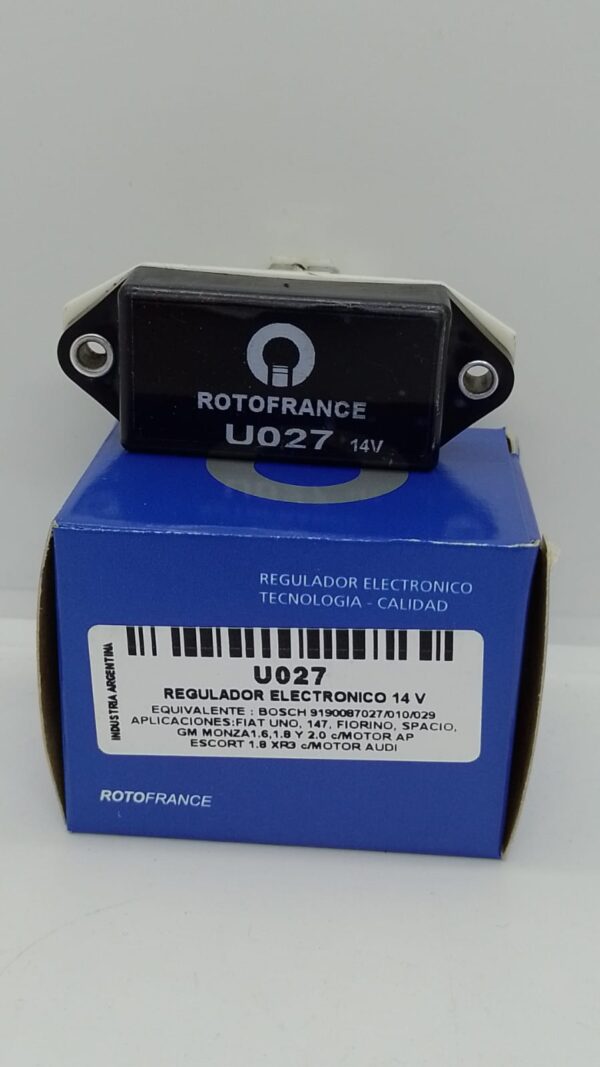 ROTOFRANCE
U027 14V
REGULADOR ELECTRONICO
TECNOLOGIA - CALIDAD
INDUSTRIA ARGENTINA
U027
REGULADOR ELECTRONICO 14 V
EQUIVALENTE : BOSCH 9190087027/010/029
APLICACIONES:FIAT UNO, 147, FIORINO, SPACIO,
GM MONZA1.6,1.8 Y 2.0 c/MOTOR AP
ESCORT 1.8 XR3 c/MOTOR AUDI
ROTOFRANCE